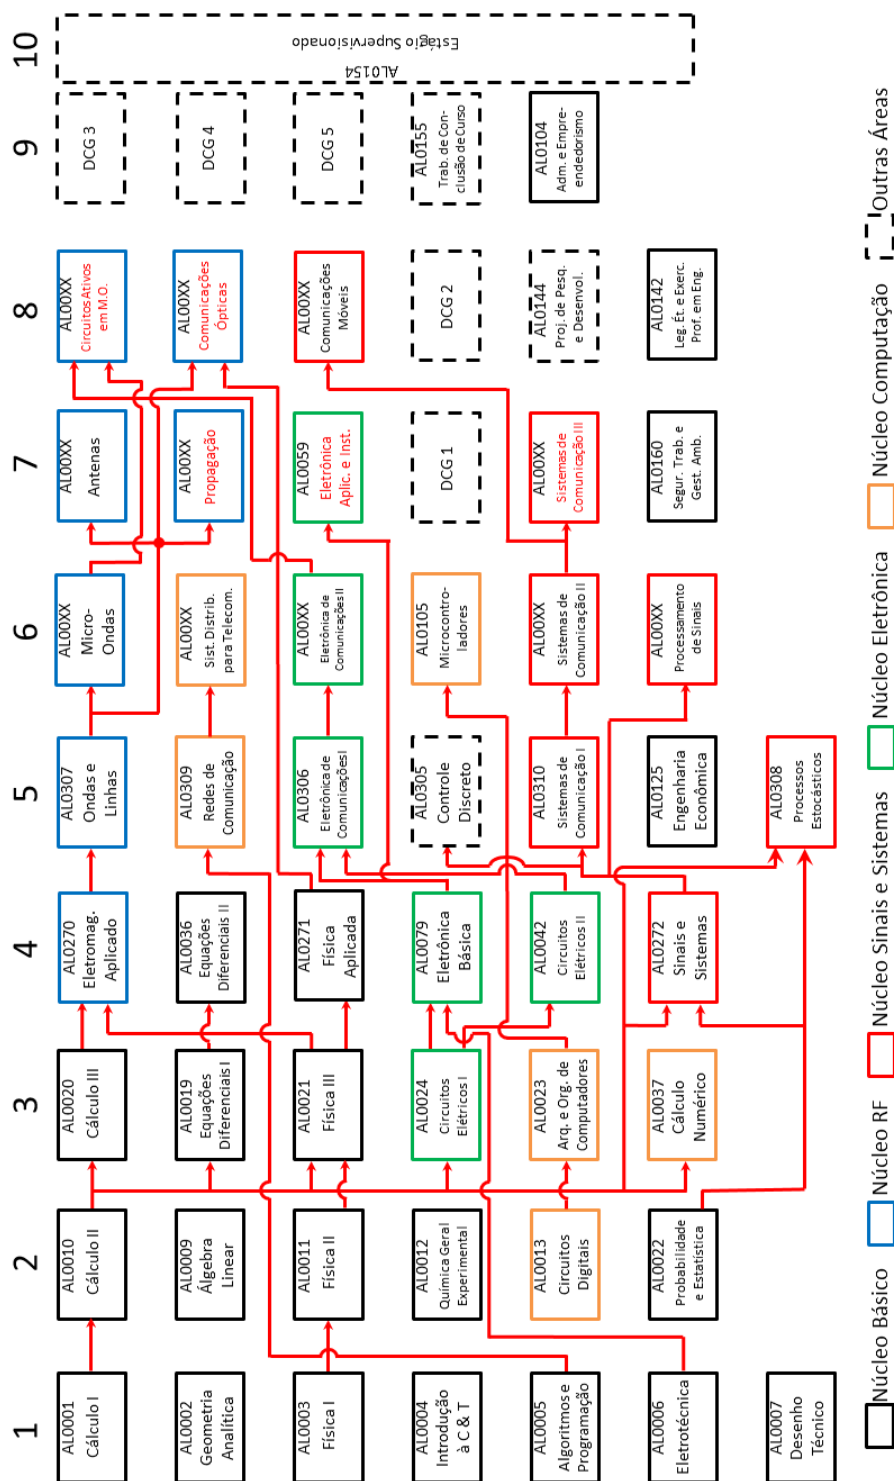 1
AL0001
Cálculo I
AL0002
Geometria
Analítica
AL0003
Física I
AL0004
Introdução
à C & T
AL0005
Algoritmos e
Programação
AL0006
Eletrotécnica
AL0007
Desenho
Técnico
2
AL0010
Cálculo II
AL0009
Álgebra
Linear
AL0011
Física II
AL0012
Química Geral
Experimental
AL0013
Circuitos
Digitais
AL0022
Probabilidade
e Estatística
3
AL0020
Cálculo III
AL0019
Equações
Diferenciais I
AL0021
Física III
AL0024
Circuitos
Elétricos I
AL0023
Arq. e Org. de
Computadores
AL0037
Cálculo
Numérico
4
AL0270
Eletromag.
Aplicado
AL0036
Equações
Diferenciais II
AL0271
Física
Aplicada
AL0079
Eletrônica
Básica
AL0042
Circuitos
Elétricos II
AL0272
Sinais e
Sistemas
5
AL0307
Ondas e
Linhas
AL0309
Redes de
Comunicação
AL0306
Eletrônica de
Comunicações I
AL0305
Controle
Discreto
AL0310
Sistemas de
Comunicação I
AL0125
Engenharia
Econômica
AL0308
Processos
Estocásticos
6
AL00XX
Micro-
Ondas
AL00XX
Sist. Distrib.
para Telecom.
AL00XX
Eletrônica de
Comunicações II
AL0105
Microcontro-
ladores
AL00XX
Sistemas de
Comunicação II
AL00XX
Processamento
de Sinais
7
AL00XX
Antenas
AL00XX
Propagação
AL0059
Eletrônica
Aplic. e Inst.
DCG 1
AL00XX
Sistemas de
Comunicação III
AL0160
Segur. Trab. e
Gest. Amb.
8
AL00XX
Circuitos Ativos
em M.O.
AL00XX
Comunicações
Ópticas
AL00XX
Comunicações
Móveis
DCG 2
AL0144
Proj. de Pesq.
e Desenvol.
AL0142
Leg. Ét. e Exerc.
Prof. em Eng.
9
DCG 3
DCG 4
DCG 5
AL0155
Trab. de Con-
clusão de Curso
AL0104
Adm. e Empre-
endedorismo
10
AL0154
Estágio Supervisionado
Núcleo Básico
Núcleo RF
Núcleo Sinais e Sistemas
Núcleo Eletrônica
Núcleo Computação
Outras Áreas